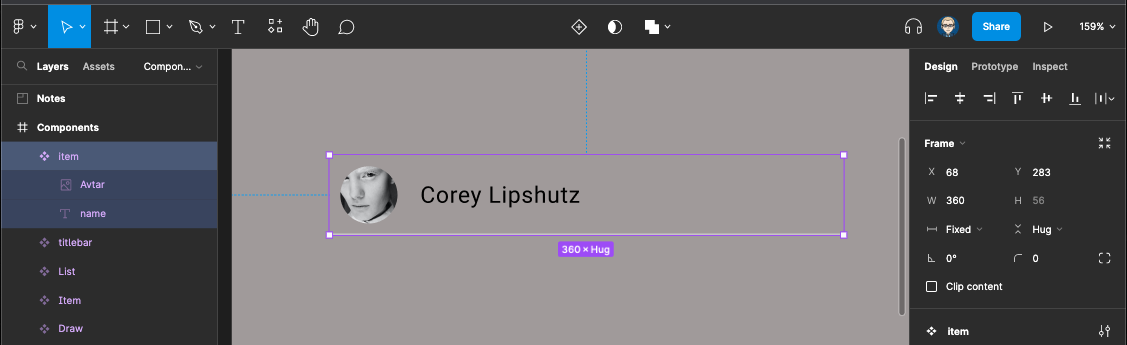 Share
159%
Layers Assets Compon...
Notes
Components
item
Avtar
name
titlebar
List
Item
Draw
Corey Lipshutz
360 × Hug
Design Prototype Inspect
Frame
X 68 Y 283
W 360 H 56
Fixed Hug
0° 0
Clip content
item